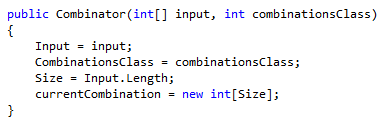 public Combinator(int[] input, int combinationsClass)
{
    Input = input;
    CombinationsClass = combinationsClass;
    Size = Input.Length;
    currentCombination = new int[Size];
}